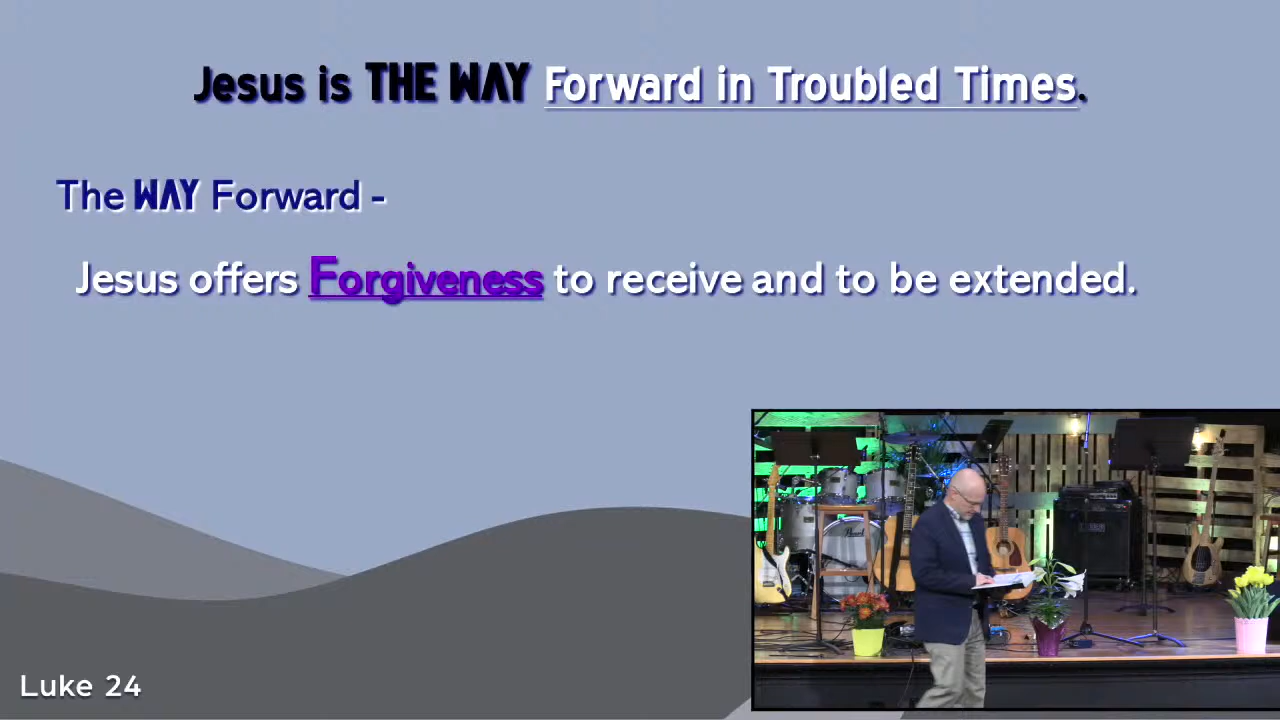 Jesus is THE WAY Forward in Troubled Times.
The WAY Forward -
Jesus offers Forgiveness to receive and to be extended.
Luke 24